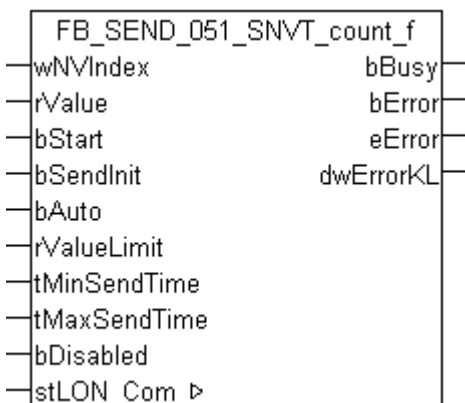 FB_SEND_051_SNVT_count_f
wNVIndex bBusy
rValue bError
bStart eError
bSendInit dwErrorKL
bAuto
rValueLimit
tMinSendTime
tMaxSendTime
bDisabled
stLON_Com ▷